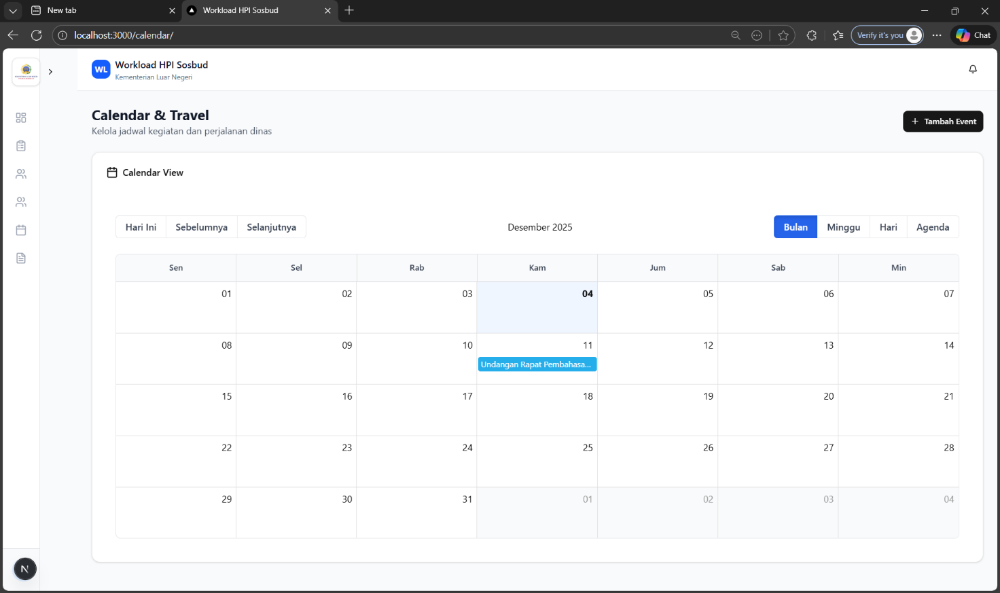 New tab
Workload HPI Sosbud
localhost:3000/calendar/
Verify it's you
Chat
WL
Workload HPI Sosbud
Kementerian Luar Negeri
Calendar & Travel
Kelola jadwal kegiatan dan perjalanan dinas
+ Tambah Event
Calendar View
Hari Ini Sebelumnya Selanjutnya
Desember 2025
Bulan Minggu Hari Agenda
Sen Sel Rab Kam Jum Sab Min
01 02 03 04 05 06 07
08 09 10 11 12 13 14
Undangan Rapat Pembahasa...
15 16 17 18 19 20 21
22 23 24 25 26 27 28
29 30 31 01 02 03 04
N